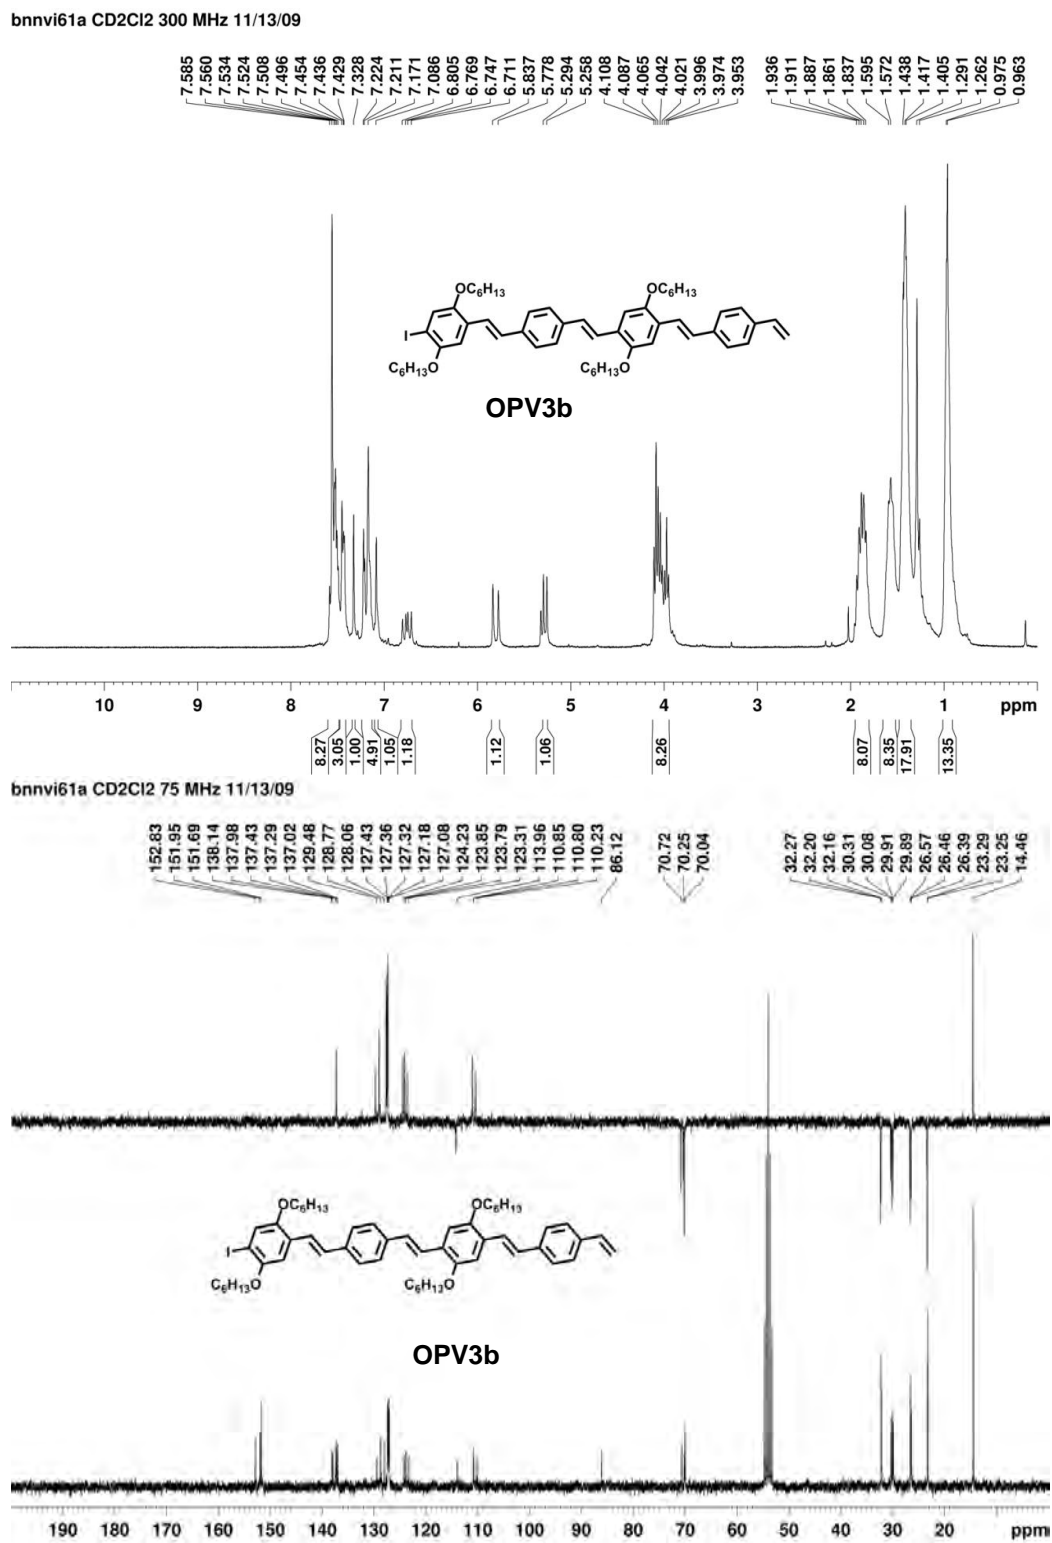 bnnvi61a CD2Cl2 300 MHz 11/13/09
7.585 7.560 7.534 7.524 7.508 7.496 7.454 7.436 7.429 7.328 7.224 7.211 7.171 7.086 6.805 6.769 6.747 6.711 5.837 5.778 5.294 5.258 4.108 4.087 4.065 4.042 4.021 3.996 3.974 3.953 1.936 1.911 1.887 1.861 1.837 1.595 1.572 1.438 1.417 1.405 1.291 1.262 0.975 0.963
OC₆H₁₃ OC₆H₁₃
I
C₆H₁₃O C₆H₁₃O
OPV3b
10 9 8 7 6 5 4 3 2 1 ppm
8.27 3.05 1.00 4.91 1.05 1.18 1.12 1.06 8.26 8.07 8.35 17.91 13.35
bnnvi61a CD2Cl2 75 MHz 11/13/09
152.83 151.95 151.69 138.14 137.98 137.43 137.29 137.02 129.48 128.77 128.06 127.43 127.36 127.32 127.18 127.08 124.23 123.85 123.79 123.31 113.96 110.85 110.80 110.23 86.12 70.72 70.25 70.04 32.27 32.20 32.16 30.31 30.08 29.91 29.89 26.57 26.46 26.39 23.29 23.25 14.46
OC₆H₁₃ OC₆H₁₃
I
C₆H₁₃O C₆H₁₃O
OPV3b
190 180 170 160 150 140 130 120 110 100 90 80 70 60 50 40 30 20 ppm